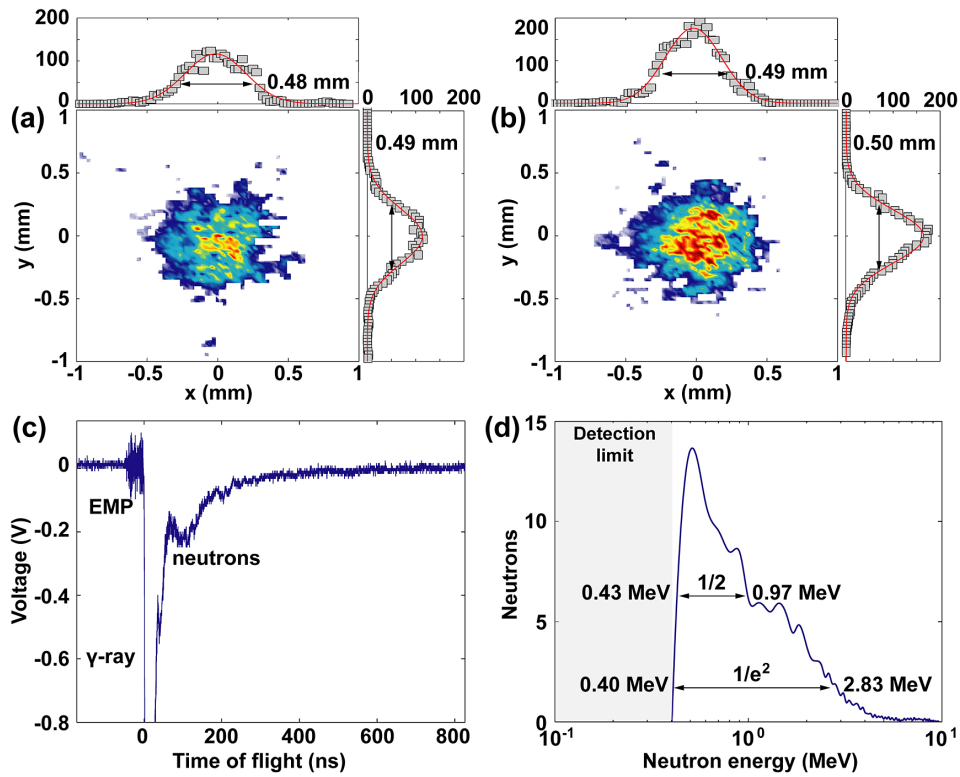 200
100
0
0.48 mm
(a)
1
0.5
0
-0.5
-1
y (mm)
-1 -0.5 0 0.5 1
x (mm)
0 100 200
0.49 mm
200
100
0
0.49 mm
(b)
1
0.5
0
-0.5
-1
y (mm)
-1 -0.5 0 0.5 1
x (mm)
0 100 200
0.50 mm
(c)
0
-0.2
-0.4
-0.6
-0.8
Voltage (V)
EMP
neutrons
γ-ray
0 200 400 600 800
Time of flight (ns)
(d)
15
10
5
0
Neutrons
Detection
limit
0.43 MeV 1/2 0.97 MeV
0.40 MeV 1/e² 2.83 MeV
10⁻¹ 10⁰ 10¹
Neutron energy (MeV)